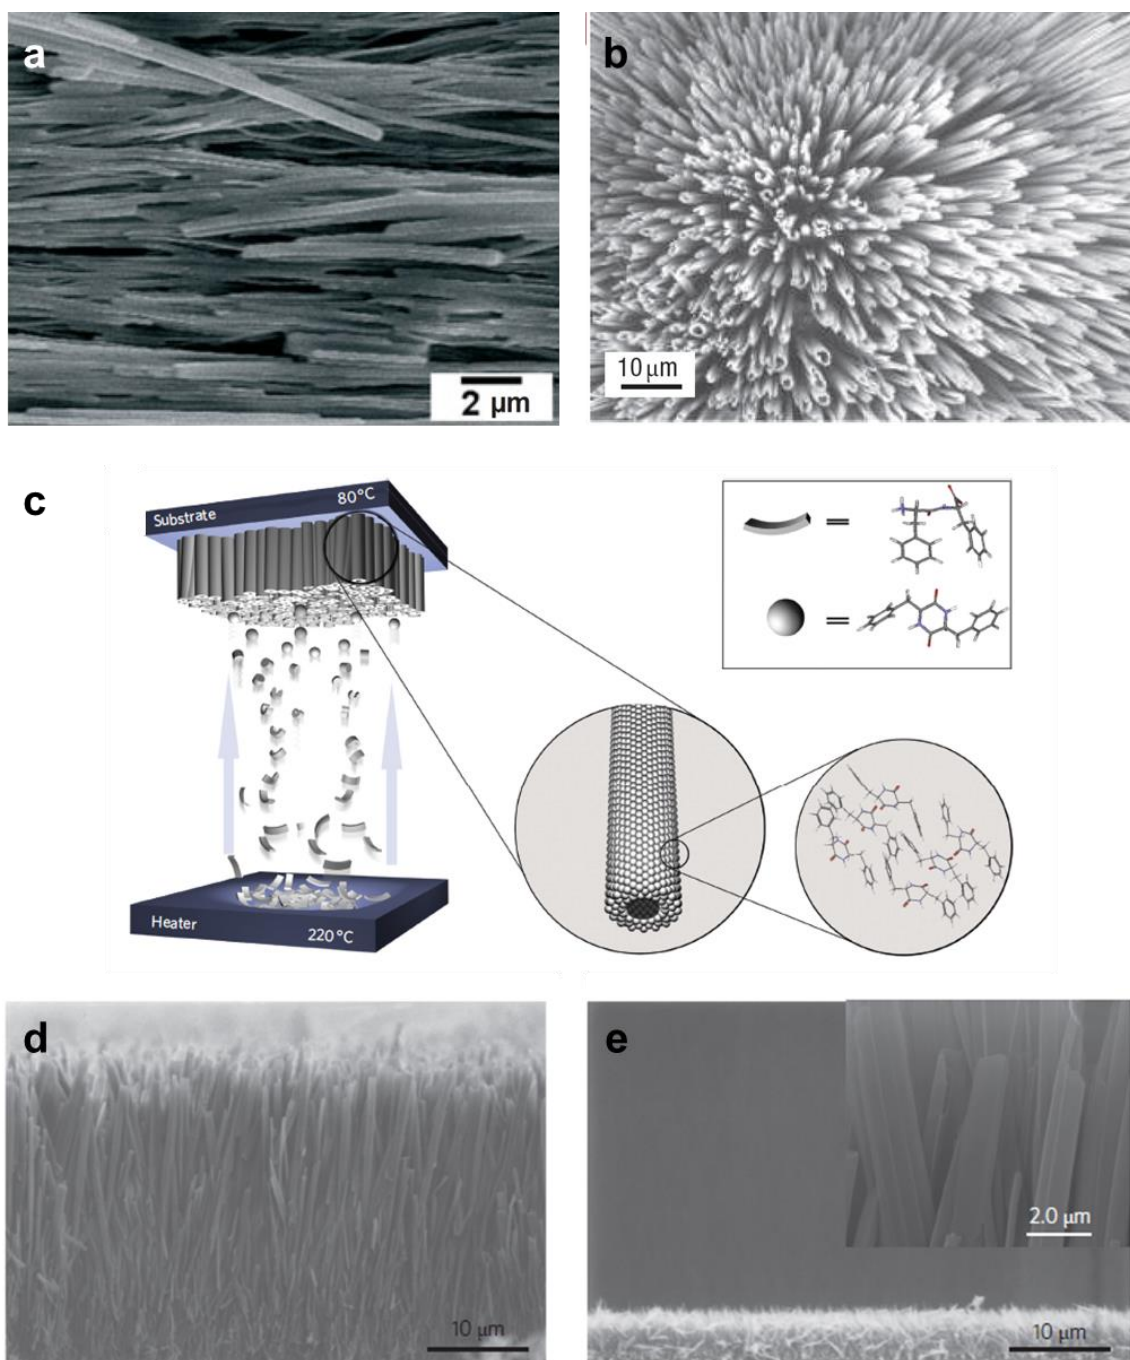 a
b
2 μm
10 μm
c
Substrate
80°C
=
=
Heater
220°C
d
e
2.0 μm
10 μm
10 μm